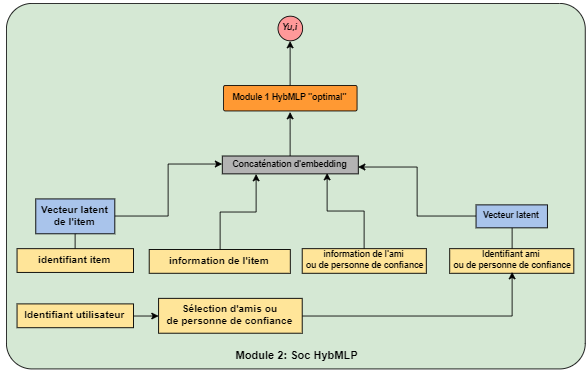 Yu,i
Module 1 HybMLP "optimal"
Concaténation d'embedding
Vecteur latent
de l'item
Vecteur latent
identifiant item
information de l'item
information de l'ami
ou de personne de confiance
Identifiant ami
ou de personne de confiance
Identifiant utilisateur
Sélection d'amis ou
de personne de confiance
Module 2: Soc HybMLP